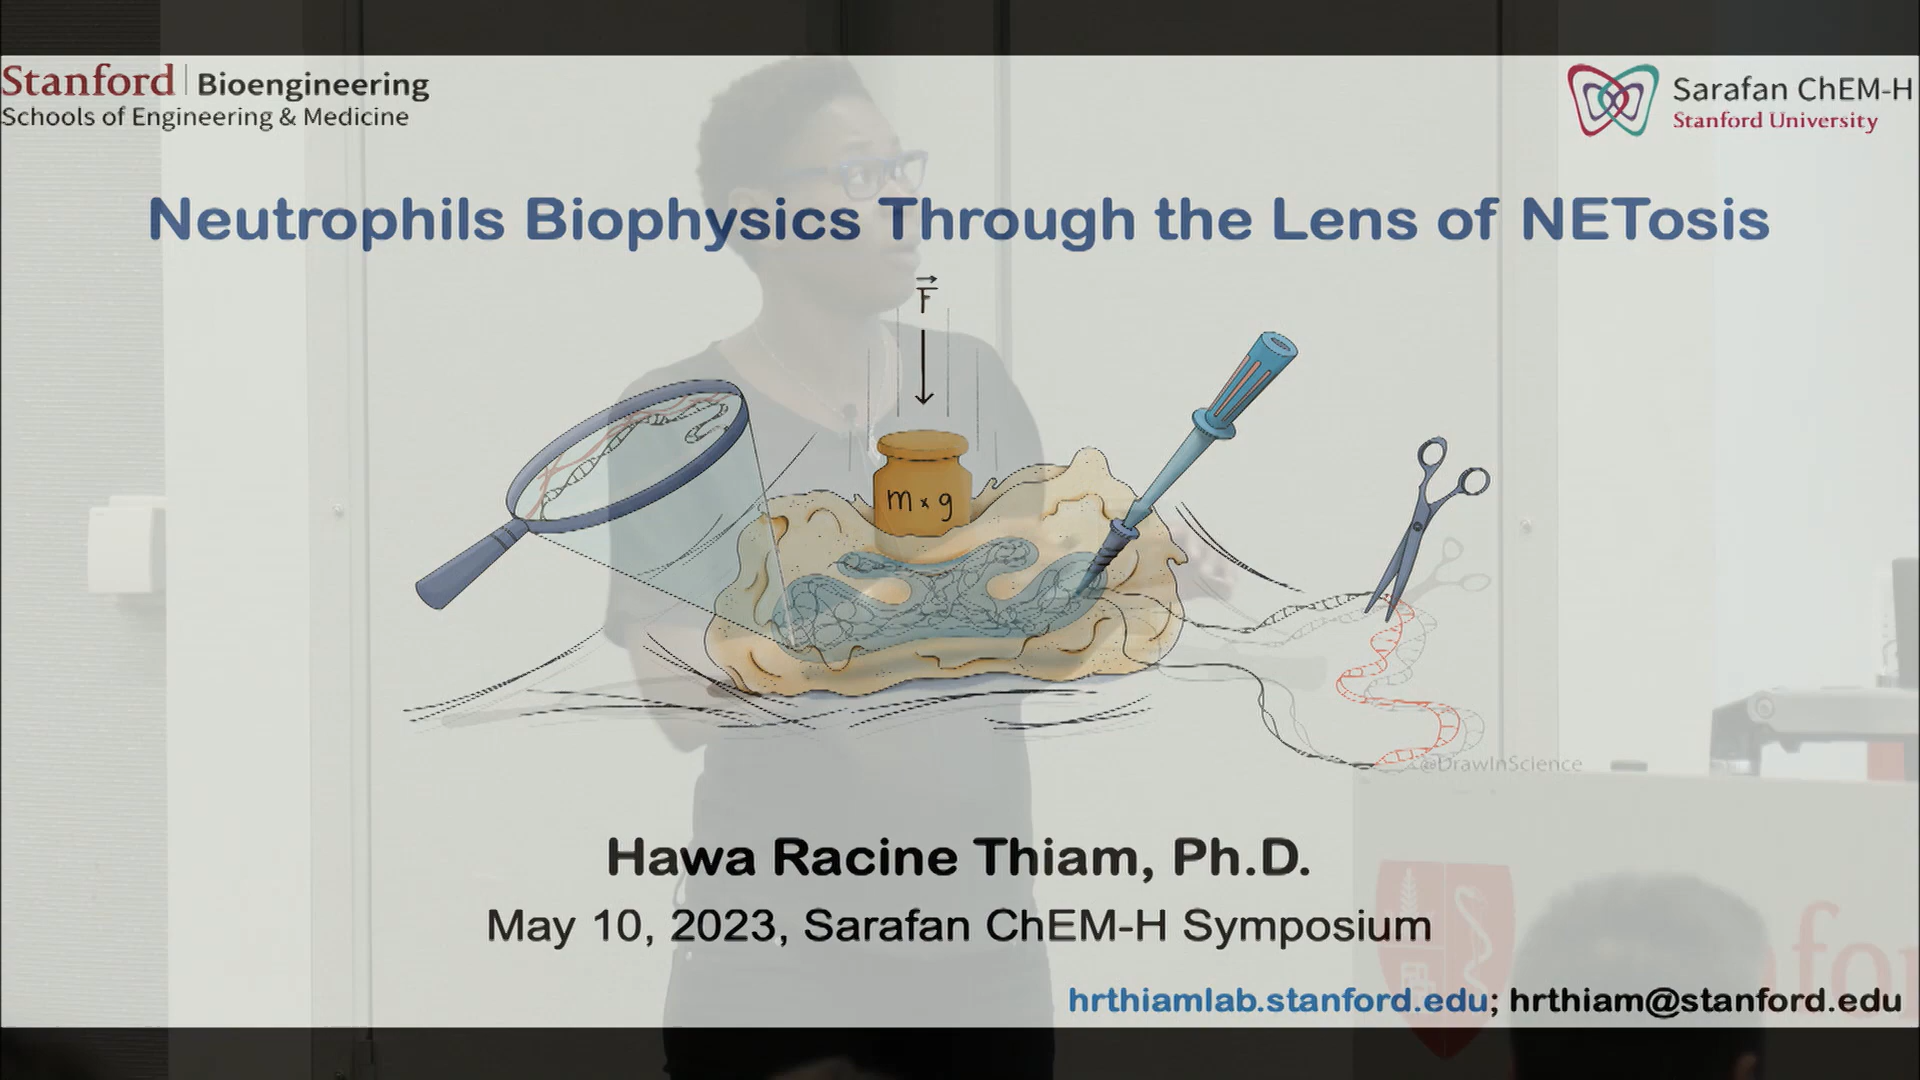 Stanford | Bioengineering
Schools of Engineering & Medicine
Sarafan ChEM-H
Stanford University
Neutrophils Biophysics Through the Lens of NETosis
F
m x g
@DrawInScience
Hawa Racine Thiam, Ph.D.
May 10, 2023, Sarafan ChEM-H Symposium
hrthiamlab.stanford.edu; hrthiam@stanford.edu